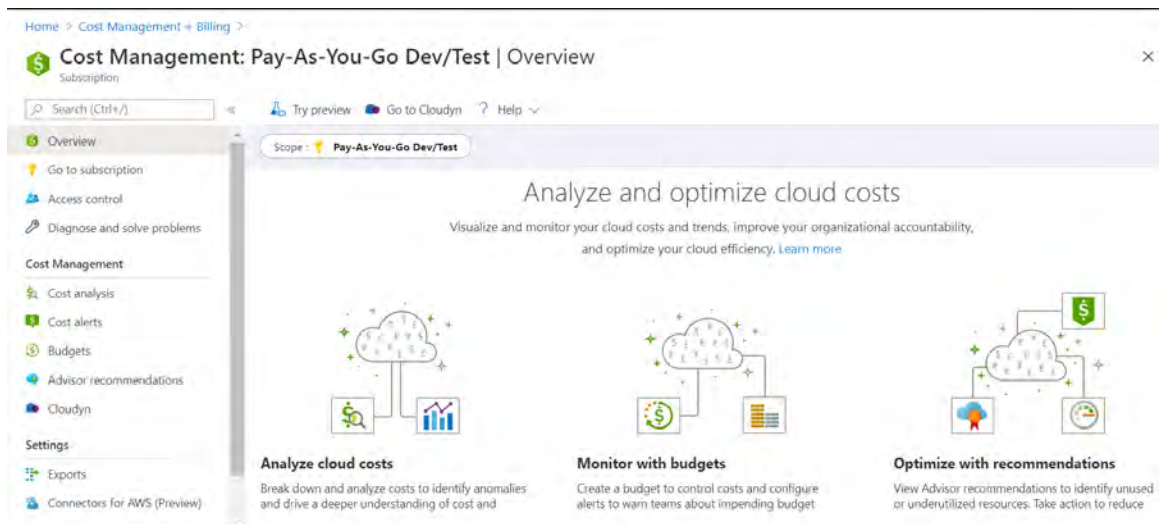 Home > Cost Management + Billing >
Cost Management: Pay-As-You-Go Dev/Test | Overview
Subscription
Search (Ctrl+/)
Try preview
Go to Cloudyn
? Help
Overview
Go to subscription
Access control
Diagnose and solve problems
Cost Management
Cost analysis
Cost alerts
Budgets
Advisor recommendations
Cloudyn
Settings
Exports
Connectors for AWS (Preview)
Scope : Pay-As-You-Go Dev/Test
Analyze and optimize cloud costs
Visualize and monitor your cloud costs and trends, improve your organizational accountability,
and optimize your cloud efficiency. Learn more
Analyze cloud costs
Break down and analyze costs to identify anomalies
and drive a deeper understanding of cost and
Monitor with budgets
Create a budget to control costs and configure
alerts to warn teams about impending budget
Optimize with recommendations
View Advisor recommendations to identify unused
or underutilized resources. Take action to reduce